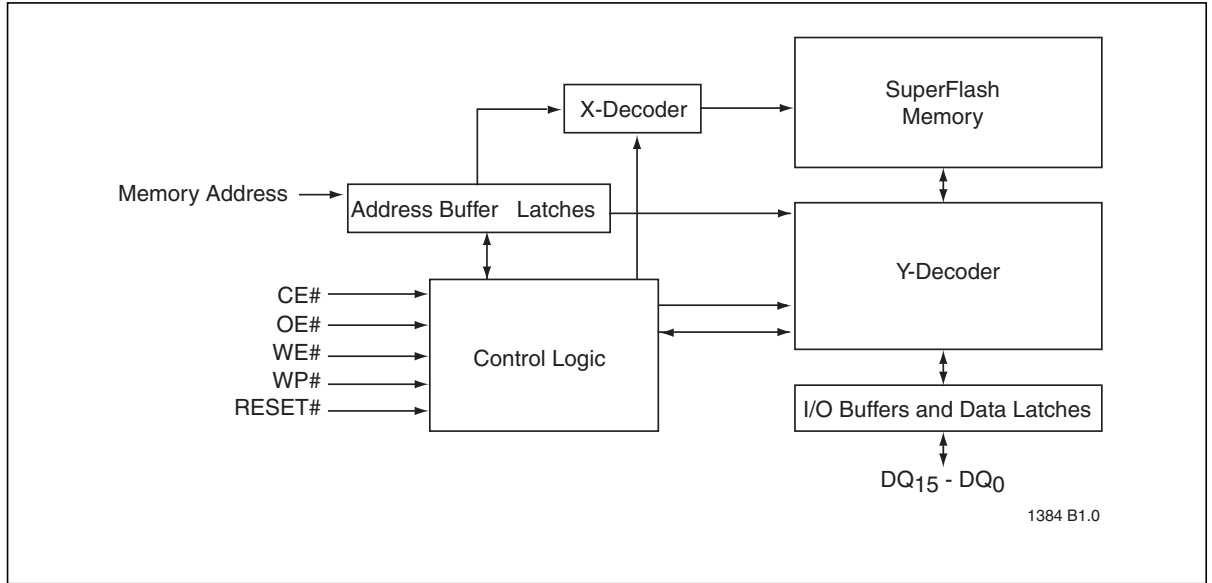 SuperFlash
Memory
X-Decoder
Memory Address
Address Buffer Latches
Y-Decoder
CE#
OE#
WE#
WP#
RESET#
Control Logic
I/O Buffers and Data Latches
DQ15 - DQ0
1384 B1.0